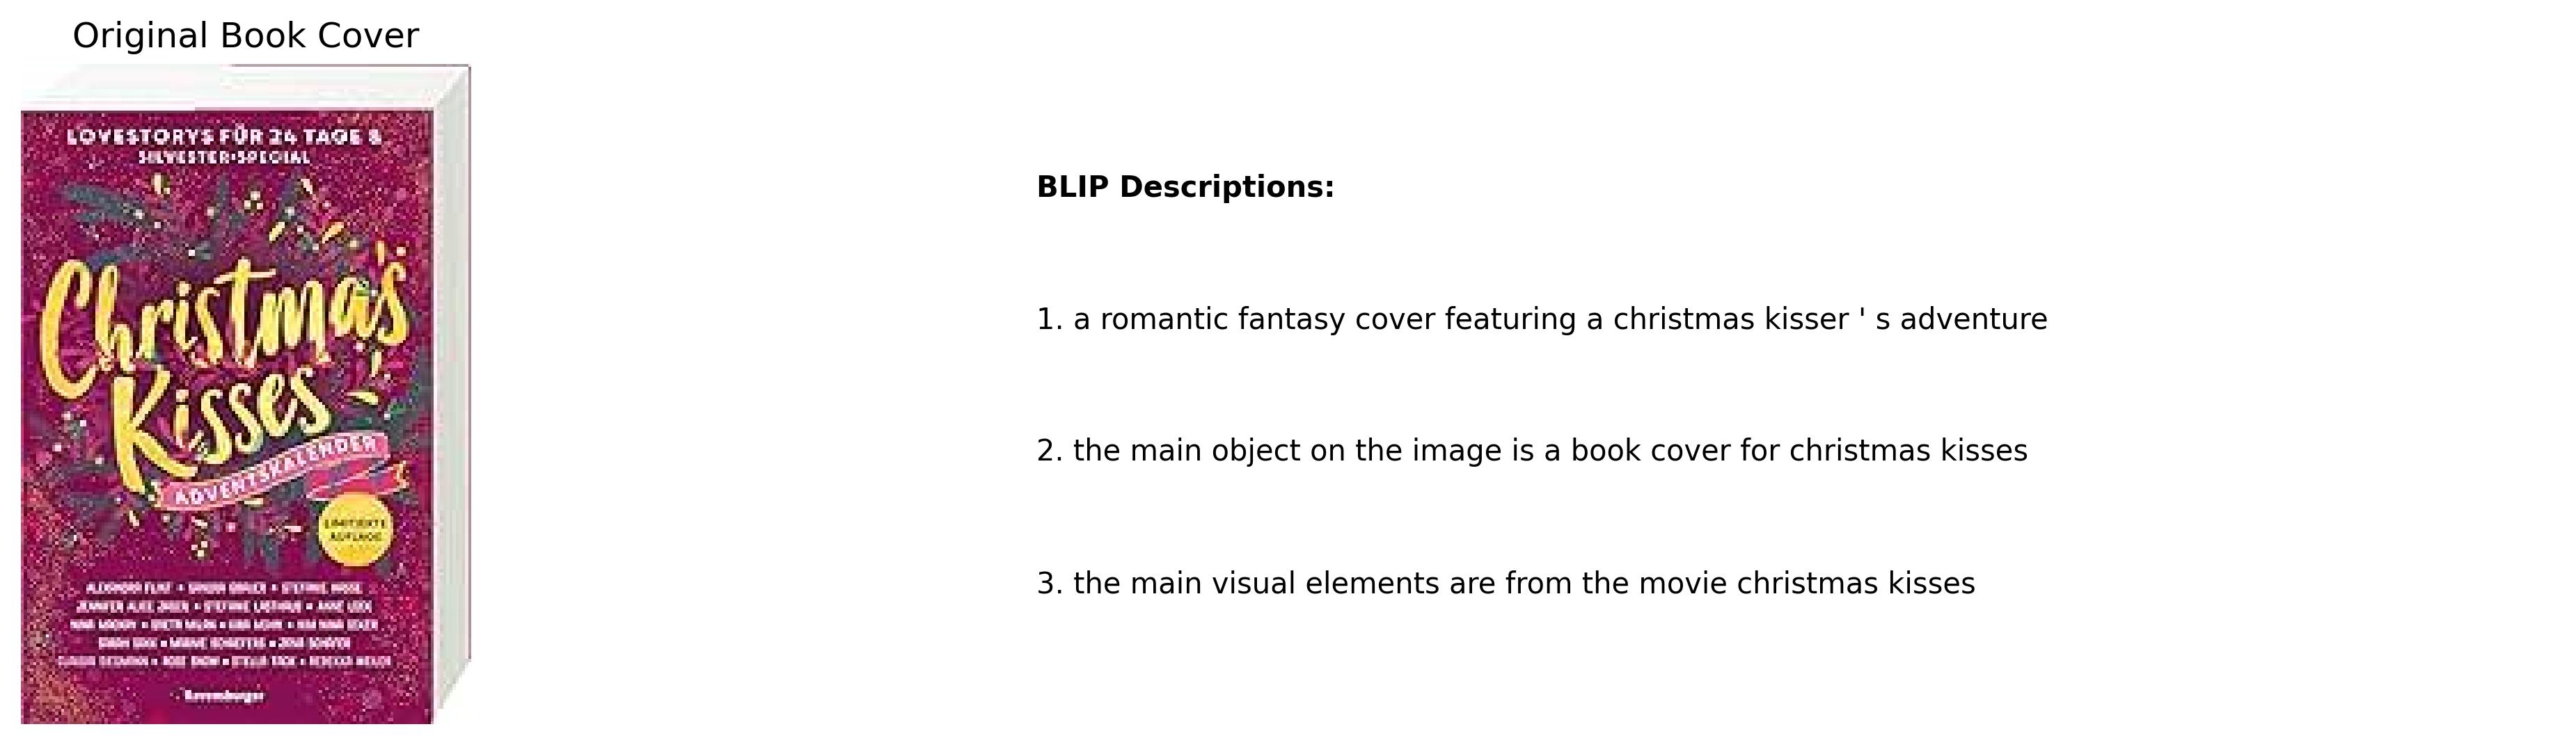 Original Book Cover
LOVESTORYS FÜR 24 TAGE &
SILVESTER-SPECIAL
Christmas
Kisses
ADVENTSKALENDER
LIMITIERTE
AUFLAGE
Ravensburger
BLIP Descriptions:
1. a romantic fantasy cover featuring a christmas kisser ' s adventure
2. the main object on the image is a book cover for christmas kisses
3. the main visual elements are from the movie christmas kisses